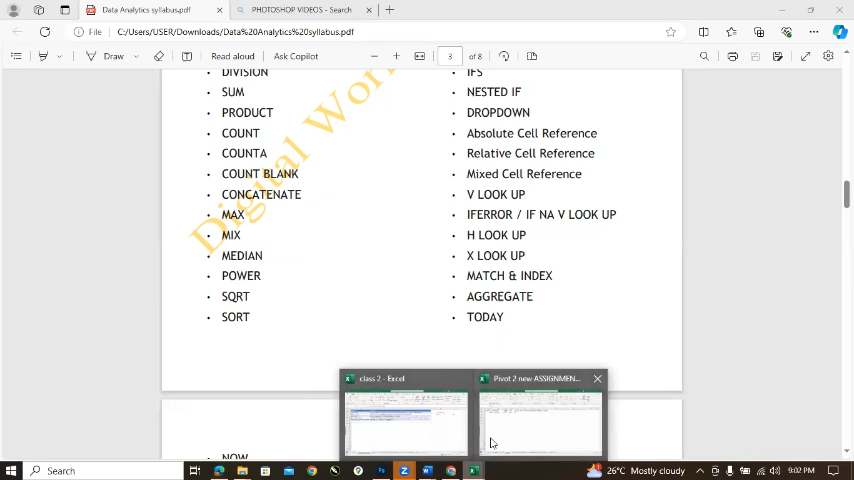 Data Analytics syllabus.pdf
PHOTOSHOP VIDEOS - Search
File
C:/Users/USER/Downloads/Data%20Analytics%20syllabus.pdf
Draw
Read aloud
Ask Copilot
3 of 8
DIVISION
SUM
PRODUCT
COUNT
COUNTA
COUNT BLANK
CONCATENATE
MAX
MIX
MEDIAN
POWER
SQRT
SORT
IFS
NESTED IF
DROPDOWN
Absolute Cell Reference
Relative Cell Reference
Mixed Cell Reference
V LOOK UP
IFERROR / IF NA V LOOK UP
H LOOK UP
X LOOK UP
MATCH & INDEX
AGGREGATE
TODAY
Digital Wor
class 2 - Excel
Pivot 2 new ASSIGNMEN...
NOW
Search
26°C Mostly cloudy
9:02 PM